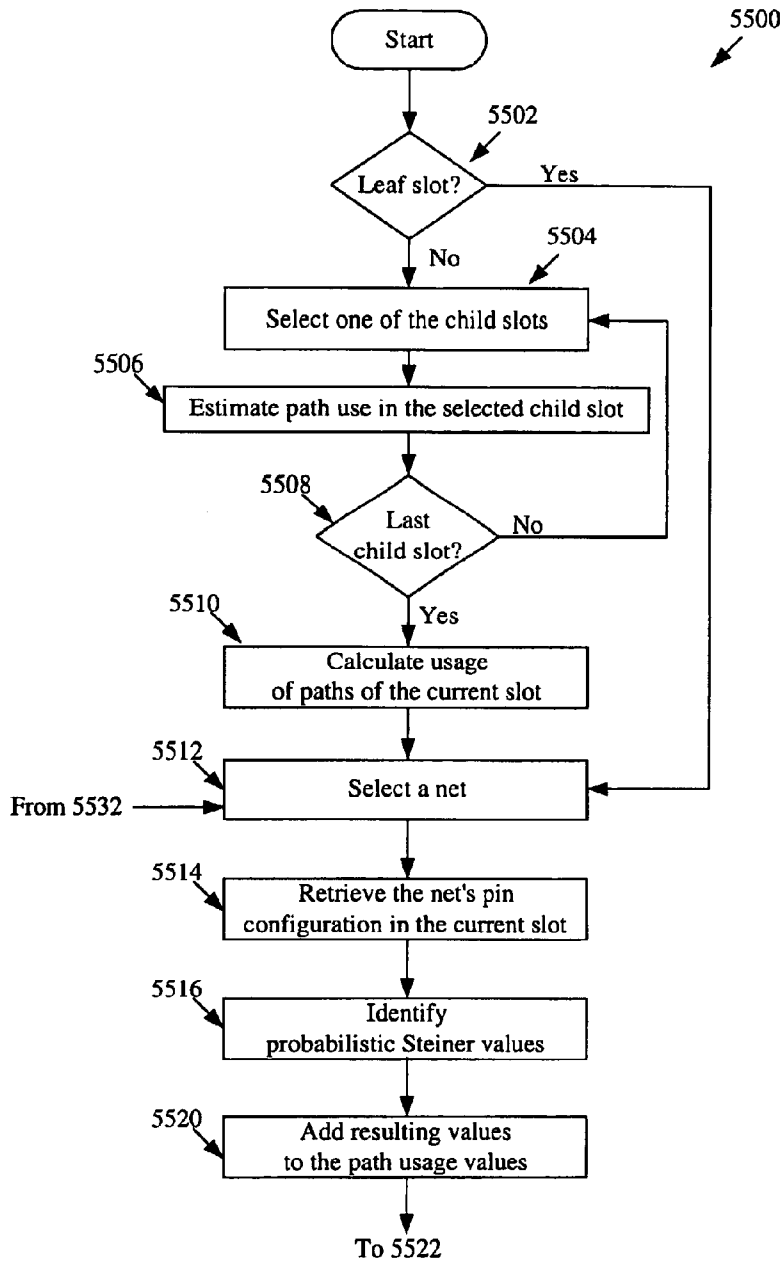 Start
5500
5502
Leaf slot?
Yes
No
5504
Select one of the child slots
5506
Estimate path use in the selected child slot
5508
Last
child slot?
No
Yes
5510
Calculate usage
of paths of the current slot
5512
Select a net
From 5532
5514
Retrieve the net's pin
configuration in the current slot
5516
Identify
probabilistic Steiner values
5520
Add resulting values
to the path usage values
To 5522